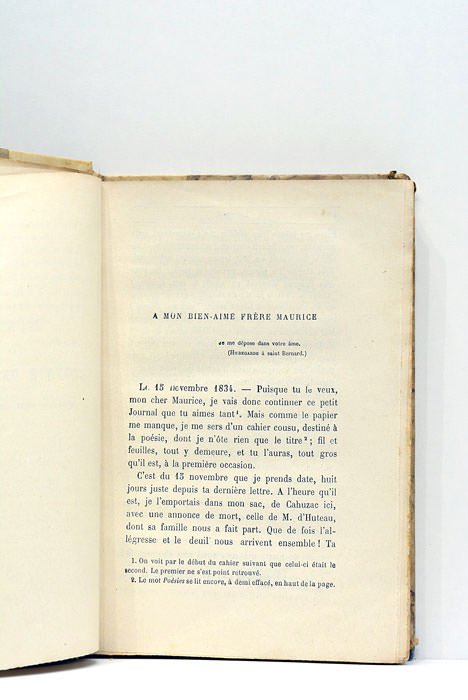 A MON BIEN-AIMÉ FRÈRE MAURICE
Je me dépose dans votre âme.
(HILDEGARDE à saint Bernard.)
Le 15 novembre 1834. — Puisque tu le veux,
mon cher Maurice, je vais donc continuer ce petit
Journal que tu aimes tant¹. Mais comme le papier
me manque, je me sers d'un cahier cousu, destiné à
la poésie, dont je n'ôte rien que le titre²; fil et
feuilles, tout y demeure, et tu l'auras, tout gros
qu'il est, à la première occasion.
C'est du 15 novembre que je prends date, huit
jours juste depuis ta dernière lettre. A l'heure qu'il
est, je l'emportais dans mon sac, de Cahuzac ici,
avec une annonce de mort, celle de M. d'Huteau,
dont sa famille nous a fait part. Que de fois l'al-
légresse et le deuil nous arrivent ensemble! Ta
1. On voit par le début du cahier suivant que celui-ci était le
second. Le premier ne s'est point retrouvé.
2. Le mot Poésies se lit encore, à demi effacé, en haut de la page.